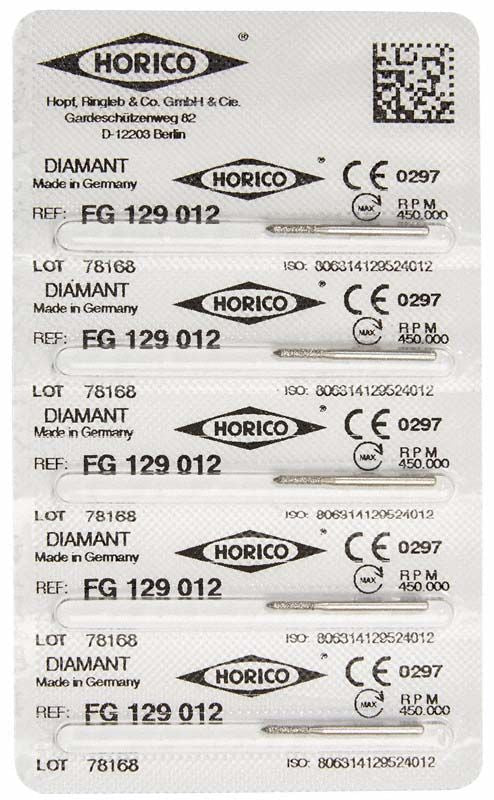 HORICO ®
Hopf, Ringleb & Co. GmbH & Cie.
Gardeschützenweg 82
D-12203 Berlin
DIAMANT HORICO ® CE 0297
Made in Germany
REF: FG 129 012 MAX RPM 450.000
LOT 78168 ISO: 806314129524012
DIAMANT HORICO ® CE 0297
Made in Germany
REF: FG 129 012 MAX RPM 450.000
LOT 78168 ISO: 806314129524012
DIAMANT HORICO ® CE 0297
Made in Germany
REF: FG 129 012 MAX RPM 450.000
LOT 78168 ISO: 806314129524012
DIAMANT HORICO ® CE 0297
Made in Germany
REF: FG 129 012 MAX RPM 450.000
LOT 78168 ISO: 806314129524012
DIAMANT HORICO ® CE 0297
Made in Germany
REF: FG 129 012 MAX RPM 450.000
LOT 78168 ISO: 806314129524012